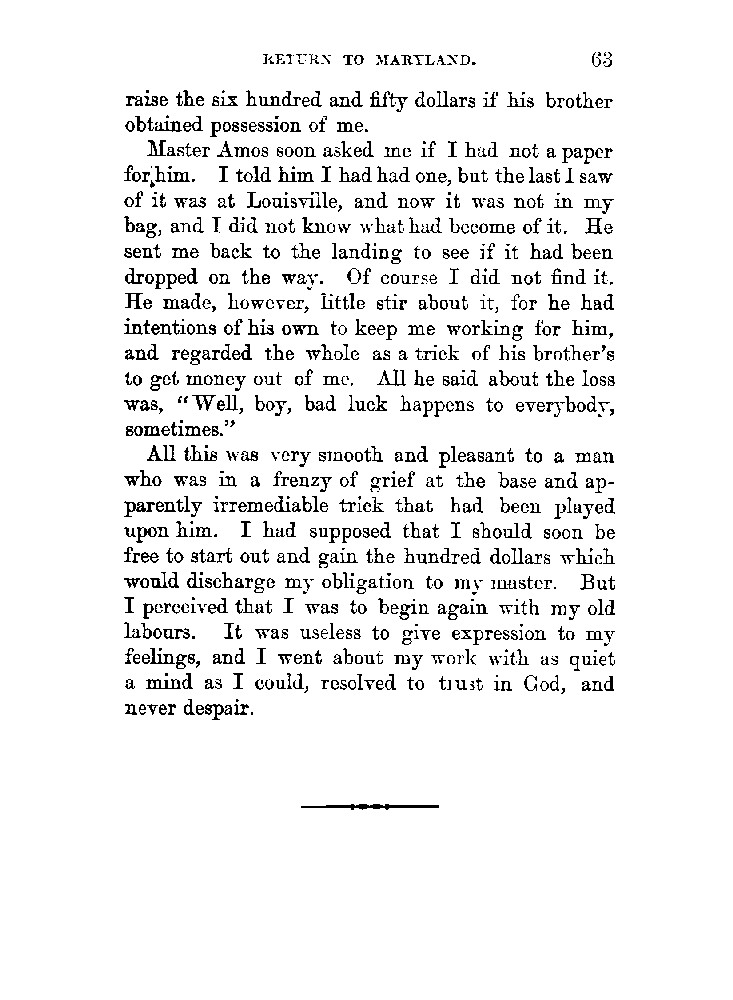 RETURN TO MARYLAND. 63
raise the six hundred and fifty dollars if his brother
obtained possession of me.
Master Amos soon asked me if I had not a paper
for him. I told him I had had one, but the last I saw
of it was at Louisville, and now it was not in my
bag, and I did not know what had become of it. He
sent me back to the landing to see if it had been
dropped on the way. Of course I did not find it.
He made, however, little stir about it, for he had
intentions of his own to keep me working for him,
and regarded the whole as a trick of his brother's
to get money out of me. All he said about the loss
was, "Well, boy, bad luck happens to everybody,
sometimes."
All this was very smooth and pleasant to a man
who was in a frenzy of grief at the base and ap-
parently irremediable trick that had been played
upon him. I had supposed that I should soon be
free to start out and gain the hundred dollars which
would discharge my obligation to my master. But
I perceived that I was to begin again with my old
labours. It was useless to give expression to my
feelings, and I went about my work with as quiet
a mind as I could, resolved to trust in God, and
never despair.